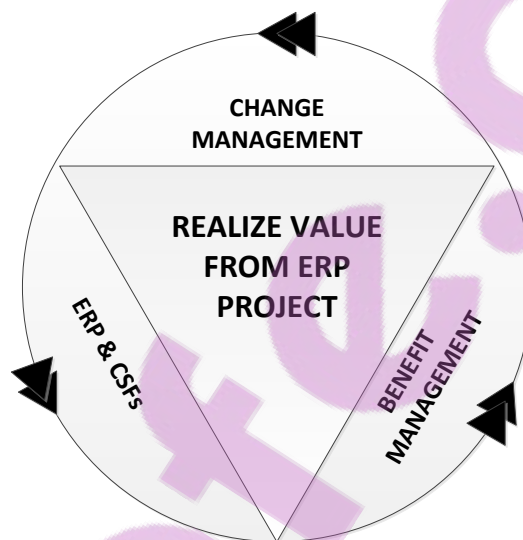 CHANGE
MANAGEMENT
REALIZE VALUE
FROM ERP
PROJECT
ERP & CSFs
BENEFIT
MANAGEMENT